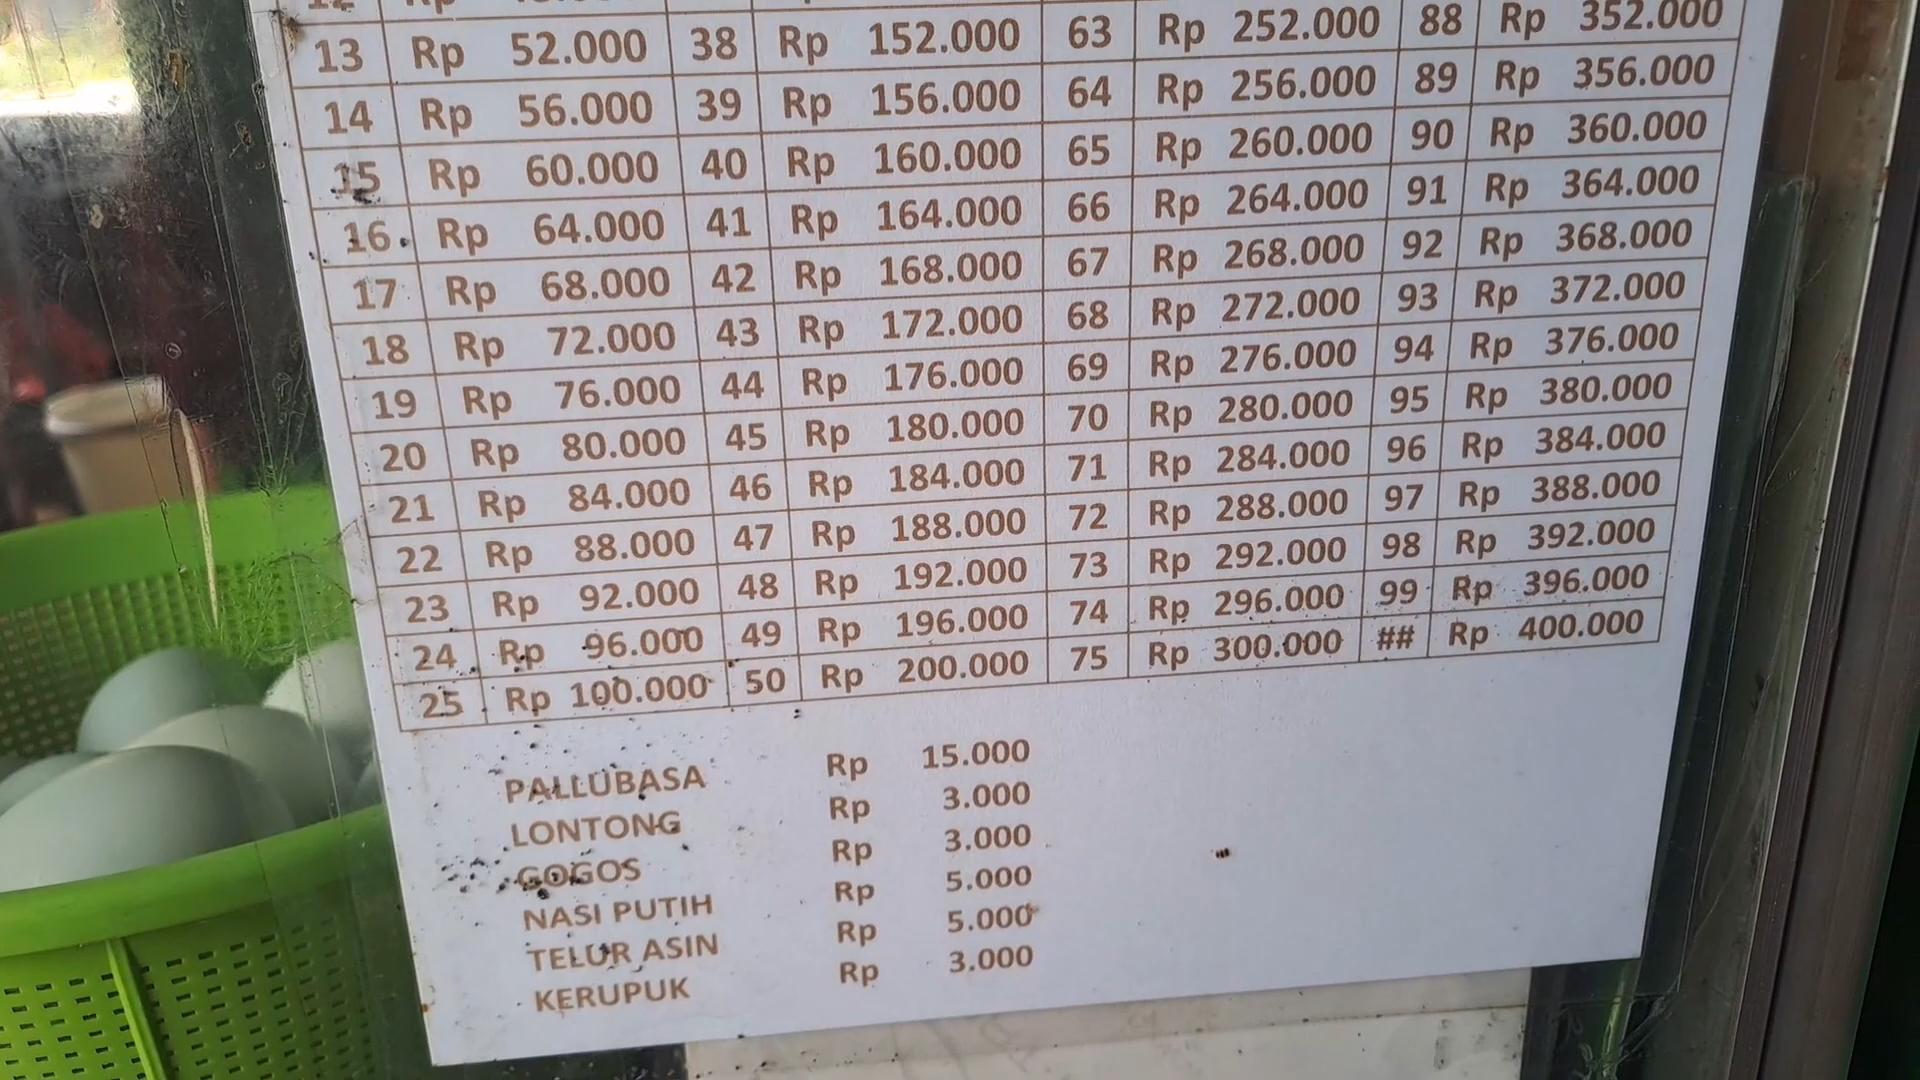 13 Rp 52.000 38 Rp 152.000 63 Rp 252.000 88 Rp 352.000
14 Rp 56.000 39 Rp 156.000 64 Rp 256.000 89 Rp 356.000
15 Rp 60.000 40 Rp 160.000 65 Rp 260.000 90 Rp 360.000
16 Rp 64.000 41 Rp 164.000 66 Rp 264.000 91 Rp 364.000
17 Rp 68.000 42 Rp 168.000 67 Rp 268.000 92 Rp 368.000
18 Rp 72.000 43 Rp 172.000 68 Rp 272.000 93 Rp 372.000
19 Rp 76.000 44 Rp 176.000 69 Rp 276.000 94 Rp 376.000
20 Rp 80.000 45 Rp 180.000 70 Rp 280.000 95 Rp 380.000
21 Rp 84.000 46 Rp 184.000 71 Rp 284.000 96 Rp 384.000
22 Rp 88.000 47 Rp 188.000 72 Rp 288.000 97 Rp 388.000
23 Rp 92.000 48 Rp 192.000 73 Rp 292.000 98 Rp 392.000
24 Rp 96.000 49 Rp 196.000 74 Rp 296.000 99 Rp 396.000
25 Rp 100.000 50 Rp 200.000 75 Rp 300.000 ## Rp 400.000
PALLUBASA Rp 15.000
LONTONG Rp 3.000
GOGOS Rp 3.000
NASI PUTIH Rp 5.000
TELUR ASIN Rp 5.000
KERUPUK Rp 3.000